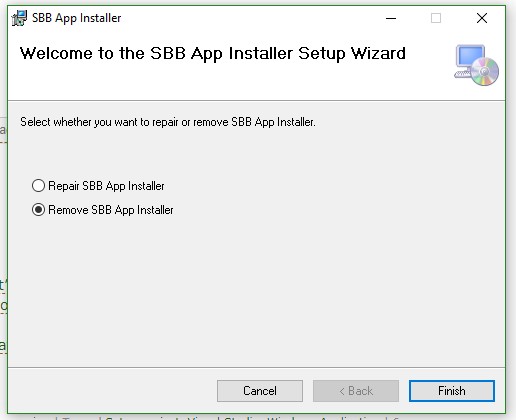 SBB App Installer
Welcome to the SBB App Installer Setup Wizard
Select whether you want to repair or remove SBB App Installer.
Repair SBB App Installer
Remove SBB App Installer
Cancel
< Back
Finish